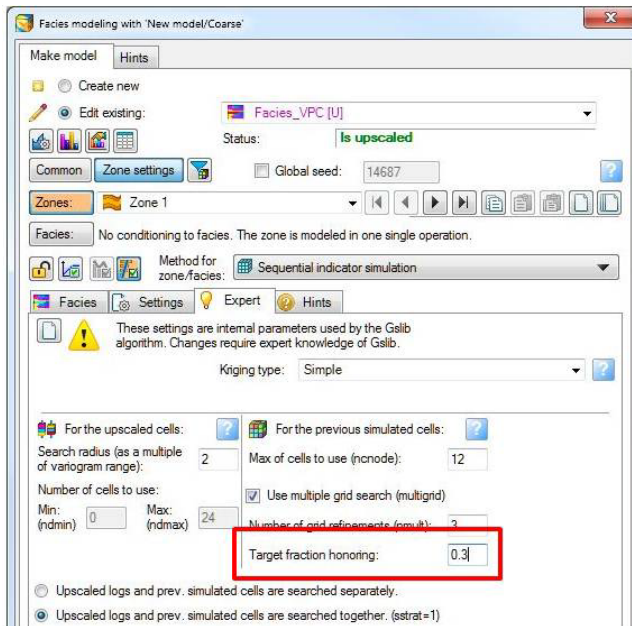 Facies modeling with 'New model/Coarse'
X
Make model Hints
Create new
Edit existing: Facies_VPC [U]
Status: Is upscaled
Common Zone settings Global seed: 14687 ?
Zones: Zone 1
Facies: No conditioning to facies. The zone is modeled in one single operation.
Method for
zone/facies: Sequential indicator simulation
Facies Settings Expert Hints
These settings are internal parameters used by the Gslib
algorithm. Changes require expert knowledge of Gslib.
Kriging type: Simple ?
For the upscaled cells: ? For the previous simulated cells: ?
Search radius (as a multiple
of variogram range): 2 Max of cells to use (ncnode): 12
Number of cells to use: Use multiple grid search (multigrid)
Min: Max:
(ndmin) 0 (ndmax) 24 Number of grid refinements (nmult): 3
Target fraction honoring: 0.3
Upscaled logs and prev. simulated cells are searched separately.
Upscaled logs and prev. simulated cells are searched together. (sstrat=1)